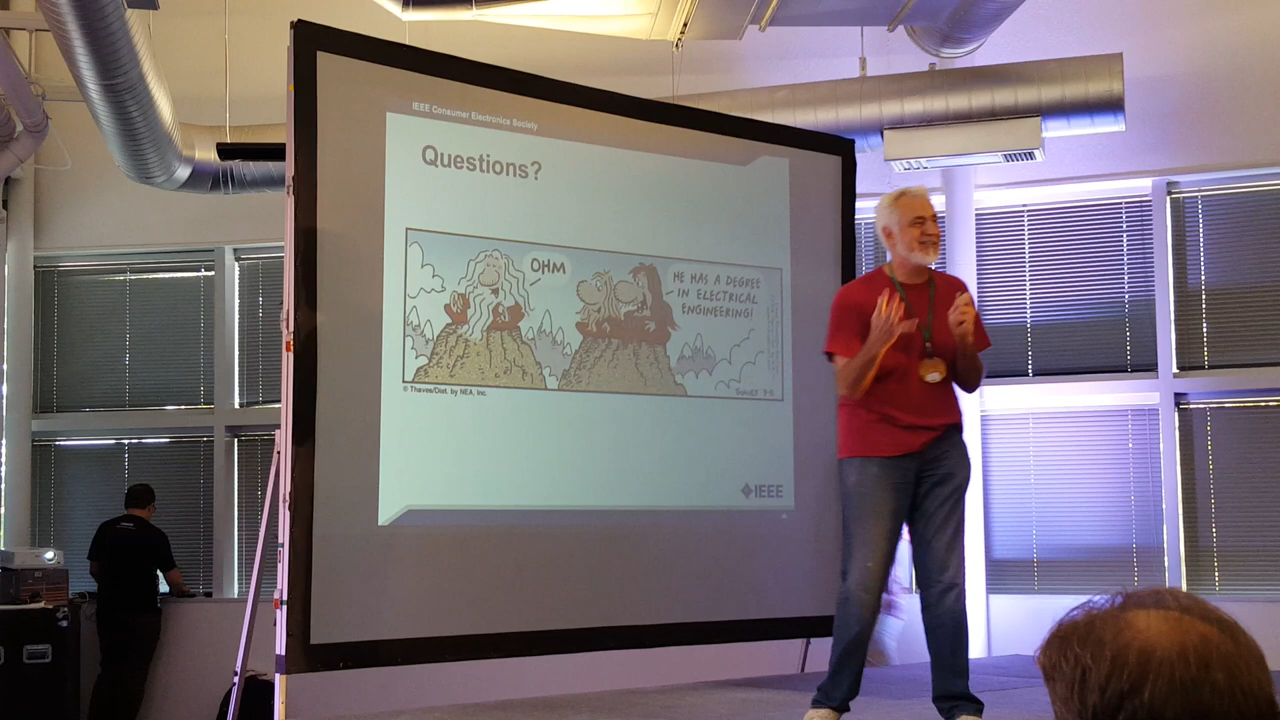 IEEE Consumer Electronics Society
Questions?
OHM
HE HAS A DEGREE
IN ELECTRICAL
ENGINEERING!
© Thaves/Dist. by NEA, Inc.
IEEE